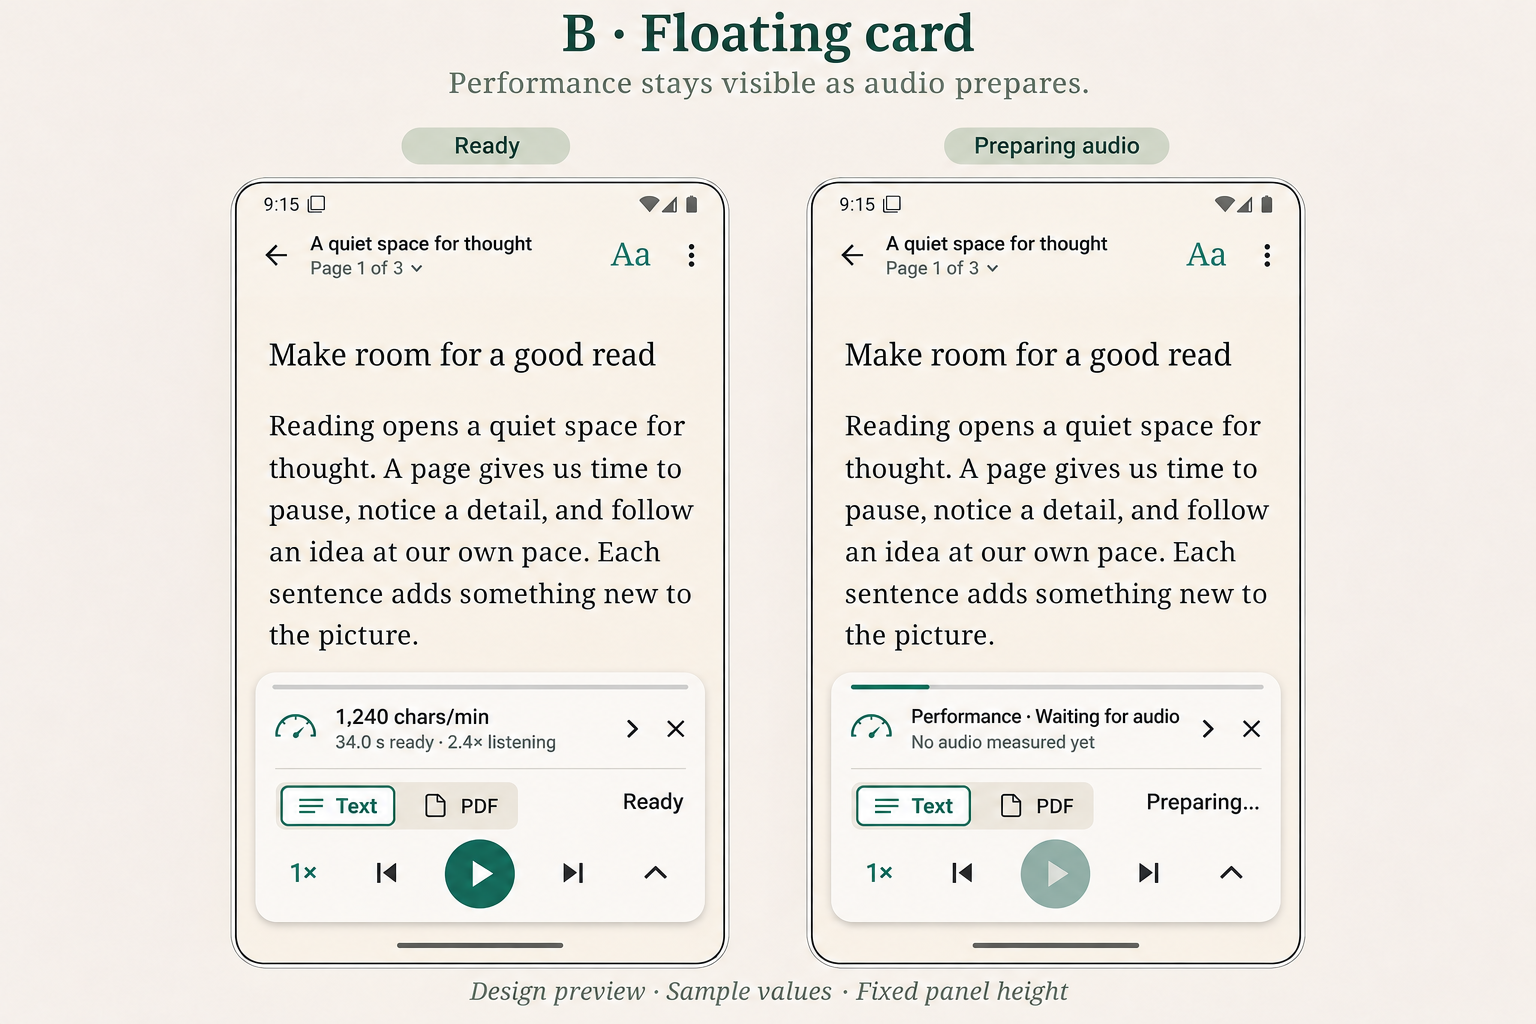 B · Floating card
Performance stays visible as audio prepares.
Ready
9:15
A quiet space for thought
Page 1 of 3
Aa
Make room for a good read
Reading opens a quiet space for
thought. A page gives us time to
pause, notice a detail, and follow
an idea at our own pace. Each
sentence adds something new to
the picture.
1,240 chars/min
34.0 s ready · 2.4× listening
Text
PDF
Ready
1×
Preparing audio
9:15
A quiet space for thought
Page 1 of 3
Aa
Make room for a good read
Reading opens a quiet space for
thought. A page gives us time to
pause, notice a detail, and follow
an idea at our own pace. Each
sentence adds something new to
the picture.
Performance · Waiting for audio
No audio measured yet
Text
PDF
Preparing...
1×
Design preview · Sample values · Fixed panel height